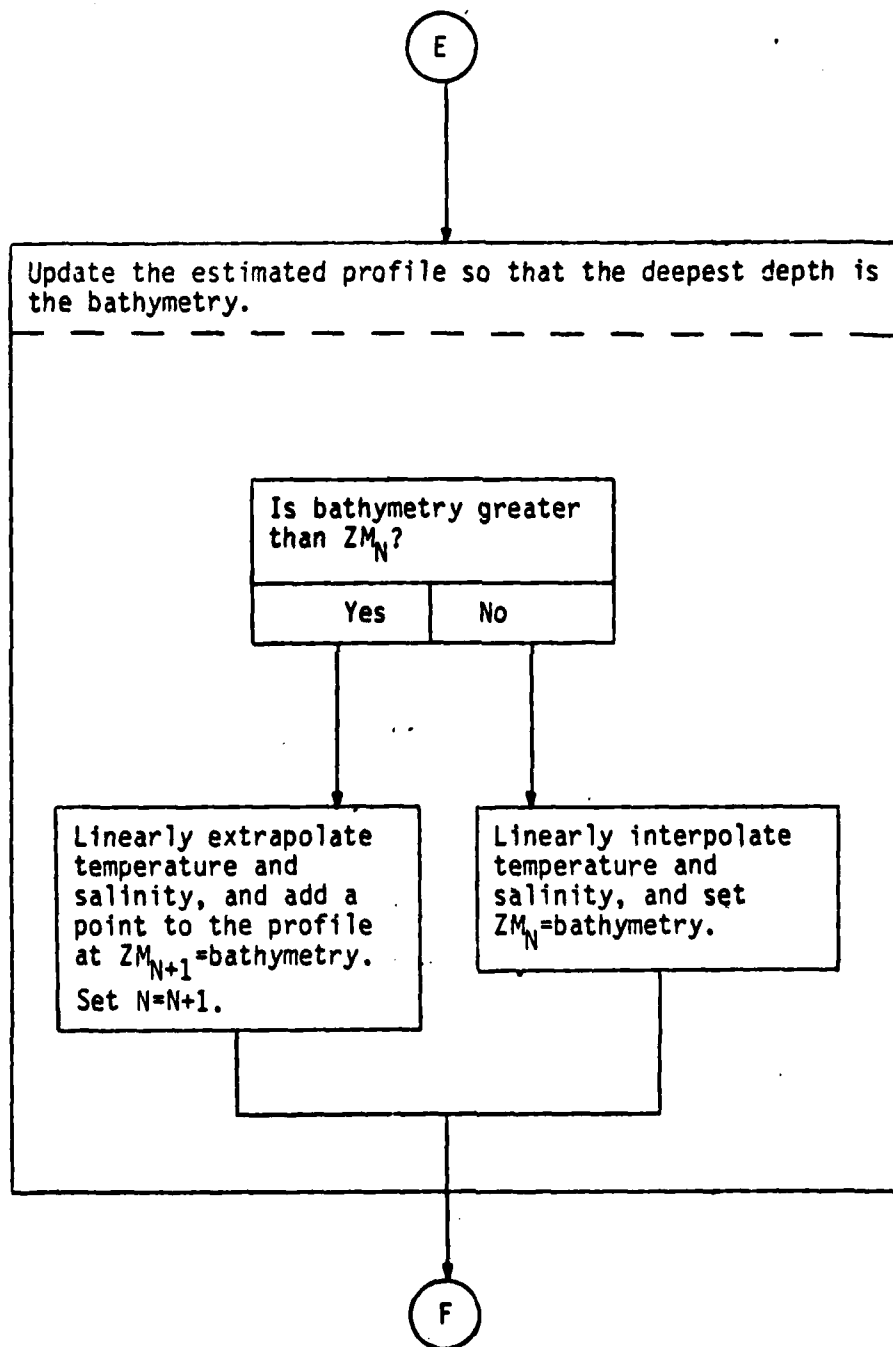 E
Update the estimated profile so that the deepest depth is
the bathymetry.
Is bathymetry greater
than ZM_N?
Yes No
Linearly extrapolate
temperature and
salinity, and add a
point to the profile
at ZM_N+1=bathymetry.
Set N=N+1.
Linearly interpolate
temperature and
salinity, and set
ZM_N=bathymetry.
F